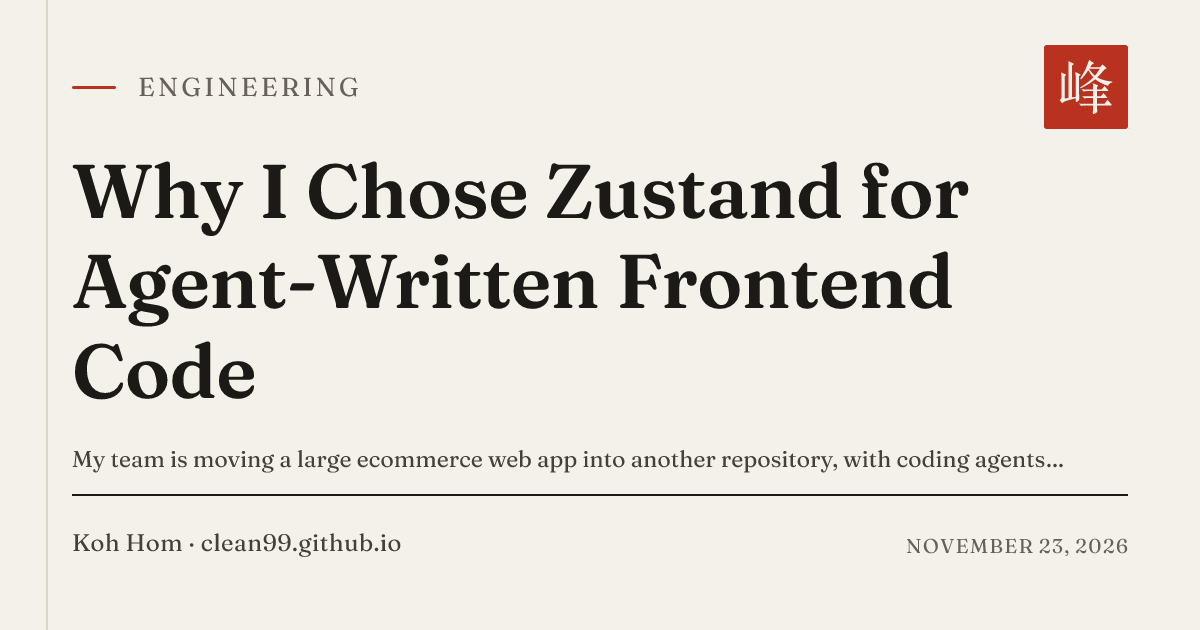 ENGINEERING
峰
Why I Chose Zustand for
Agent-Written Frontend
Code
My team is moving a large ecommerce web app into another repository, with coding agents...
Koh Hom · clean99.github.io
NOVEMBER 23, 2026